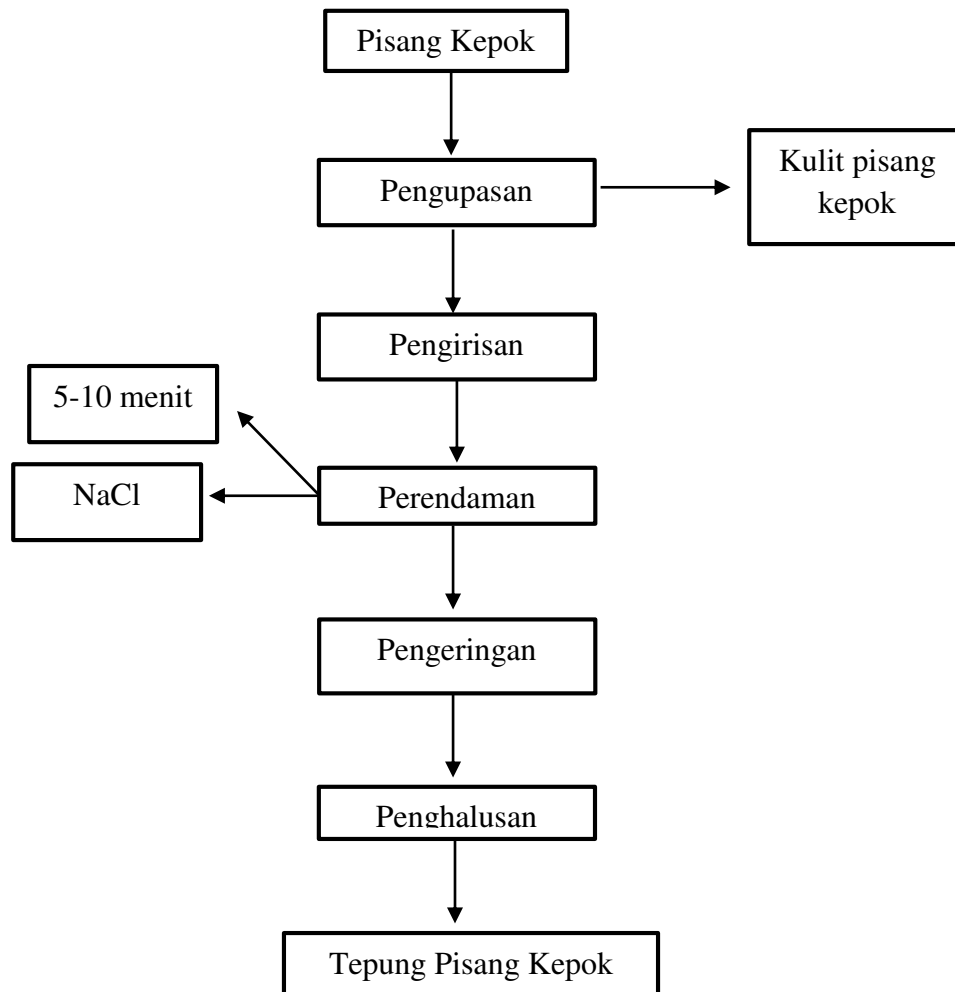 Pisang Kepok
Pengupasan
Kulit pisang
kepok
Pengirisan
5-10 menit
NaCl
Perendaman
Pengeringan
Penghalusan
Tepung Pisang Kepok